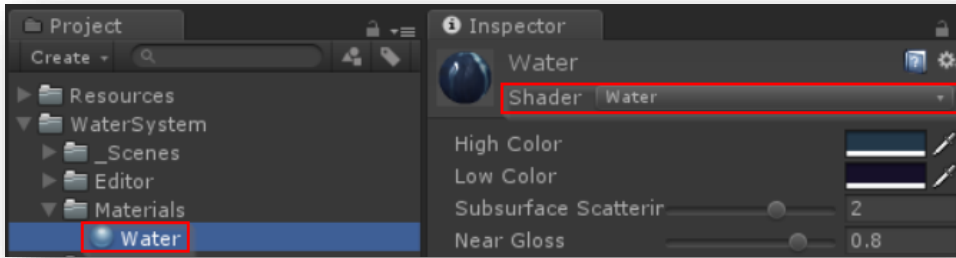 Project
Create
Resources
WaterSystem
_Scenes
Editor
Materials
Water
Inspector
Water
Shader Water
High Color
Low Color
Subsurface Scatterir
2
Near Gloss
0.8